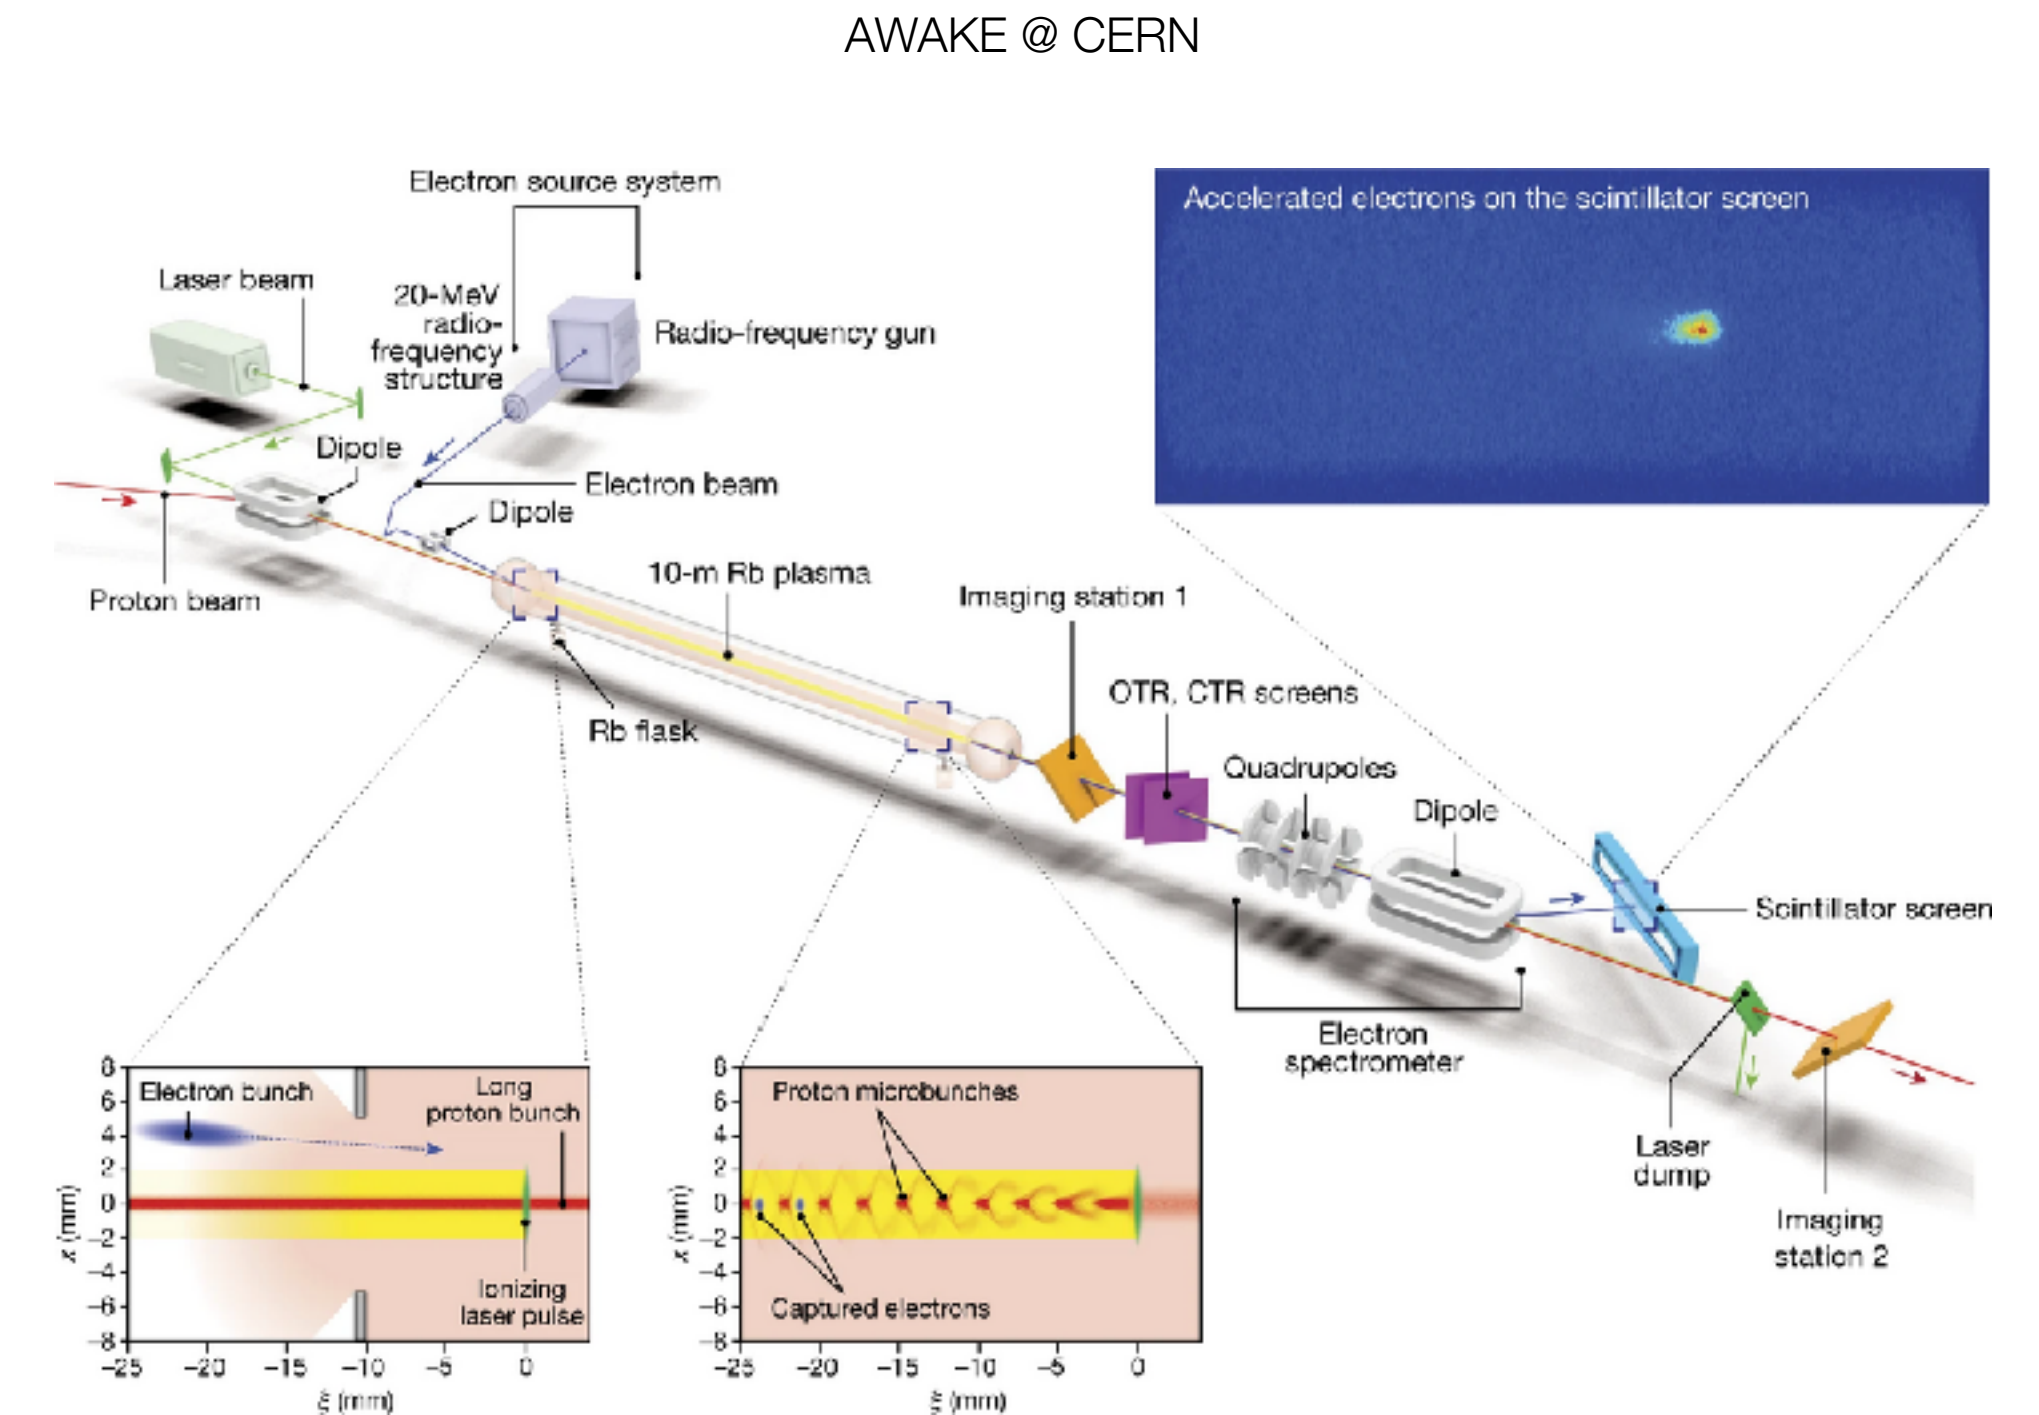 AWAKE @ CERN
Electron source system
Accelerated electrons on the scintillator screen
Laser beam
20-MeV
radio-
frequency
structure
Radio-frequency gun
Dipole
Electron beam
Dipole
Proton beam
10-m Rb plasma
Imaging station 1
Rb flask
OTR, CTR screens
Quadrupoles
Dipole
Scintillator screen
Electron
spectrometer
Laser
dump
Imaging
station 2
8
6
4
2
0
−2
−4
−6
−8
x (mm)
Electron bunch
Long
proton bunch
Ionizing
laser pulse
−25 −20 −15 −10 −5 0
ξ (mm)
8
6
4
2
0
−2
−4
−6
−8
x (mm)
Proton microbunches
Captured electrons
−25 −20 −15 −10 −5 0
ξ (mm)